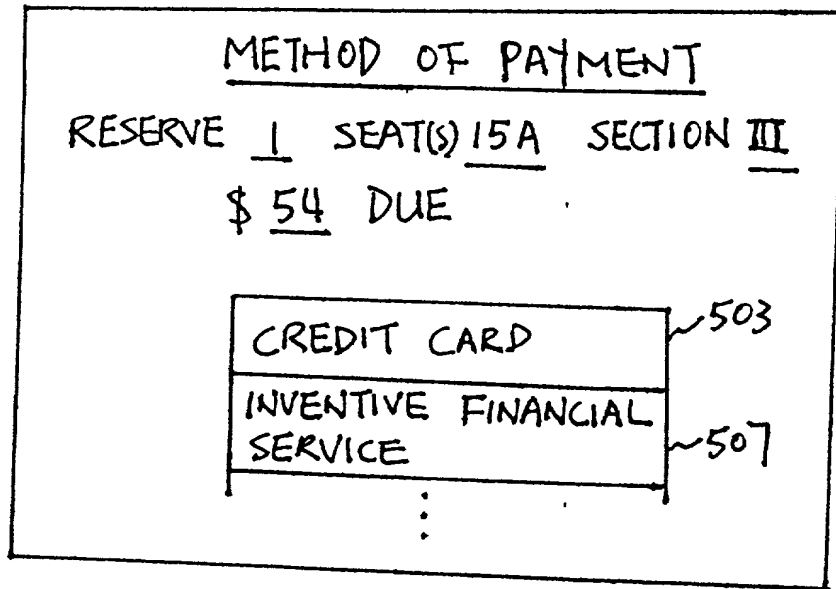 METHOD OF PAYMENT
RESERVE 1 SEAT(S) 15A SECTION III
$ 54 DUE
CREDIT CARD
503
INVENTIVE FINANCIAL
SERVICE
507